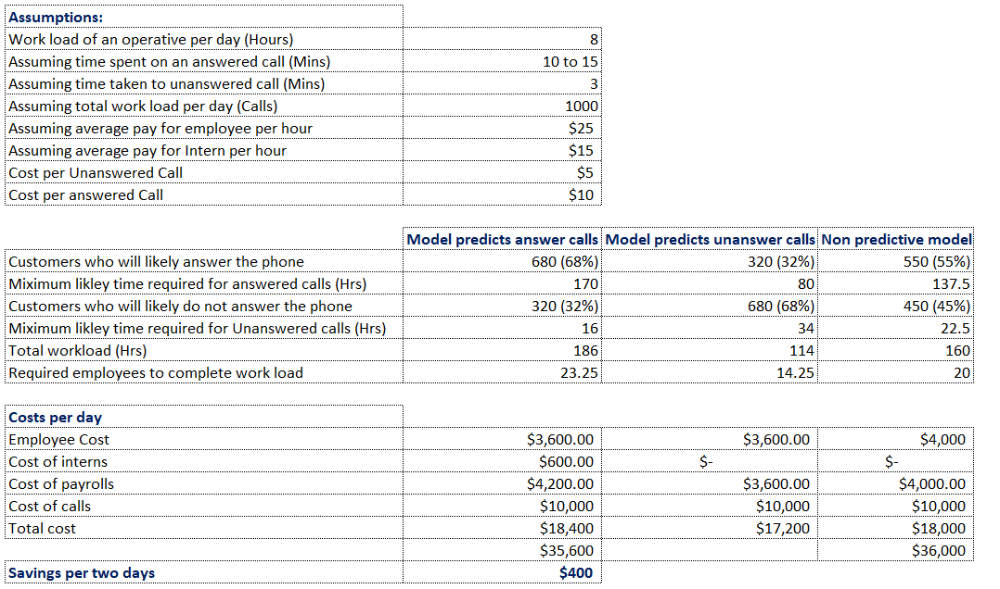 Assumptions:
Work load of an operative per day (Hours) 8
Assuming time spent on an answered call (Mins) 10 to 15
Assuming time taken to unanswered call (Mins) 3
Assuming total work load per day (Calls) 1000
Assuming average pay for employee per hour $25
Assuming average pay for Intern per hour $15
Cost per Unanswered Call $5
Cost per answered Call $10
Model predicts answer calls Model predicts unanswer calls Non predictive model
Customers who will likely answer the phone 680 (68%) 320 (32%) 550 (55%)
Miximum likley time required for answered calls (Hrs) 170 80 137.5
Customers who will likely do not answer the phone 320 (32%) 680 (68%) 450 (45%)
Miximum likley time required for Unanswered calls (Hrs) 16 34 22.5
Total workload (Hrs) 186 114 160
Required employees to complete work load 23.25 14.25 20
Costs per day
Employee Cost $3,600.00 $3,600.00 $4,000
Cost of interns $600.00 $- $-
Cost of payrolls $4,200.00 $3,600.00 $4,000.00
Cost of calls $10,000 $10,000 $10,000
Total cost $18,400 $17,200 $18,000
$35,600 $36,000
Savings per two days $400